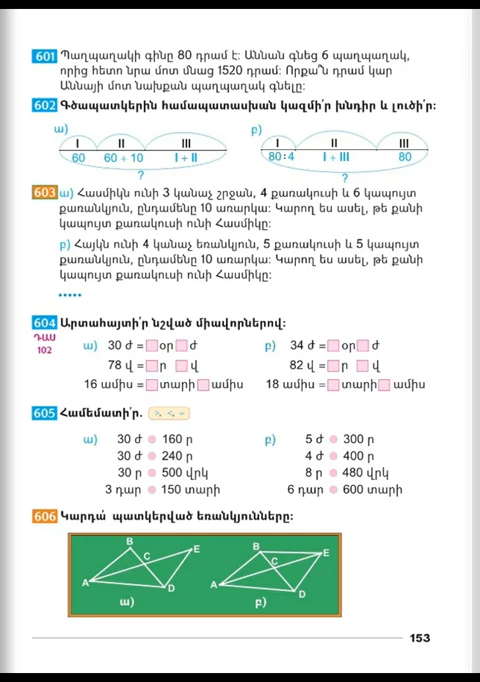 601 Պաղպաղակի գինը 80 դրամ է: Աննան գնեց 6 պաղպաղակ,
որից հետո նրա մոտ մնաց 1520 դրամ: Որքա՞ն դրամ կար
Աննայի մոտ նախքան պաղպաղակ գնելը:
602 Գծապատկերին համապատասխան կազմի՛ր խնդիր և լուծի՛ր:
ա) բ)
I II III I II III
60 60 + 10 I + II 80:4 I + III 80
? ?
603 ա) Հասմիկն ունի 3 կանաչ շրջան, 4 քառակուսի և 6 կապույտ
քառանկյուն, ընդամենը 10 առարկա: Կարող ես ասել, թե քանի
կապույտ քառակուսի ունի Հասմիկը:
բ) Հայկն ունի 4 կանաչ եռանկյուն, 5 քառակուսի և 5 կապույտ
քառանկյուն, ընդամենը 10 առարկա: Կարող ես ասել, թե քանի
կապույտ քառակուսի ունի Հասմիկը:
604 Արտահայտի՛ր նշված միավորներով:
ԴԱՍ
102
ա) 30 ժ = օր ժ բ) 34 ժ = օր ժ
78 վ = ր վ 82 վ = ր վ
16 ամիս = տարի ամիս 18 ամիս = տարի ամիս
605 Համեմատի՛ր. >, <, =
ա) 30 ժ 160 ր բ) 5 ժ 300 ր
30 ժ 240 ր 4 ժ 400 ր
30 ր 500 վրկ 8 ր 480 վրկ
3 դար 150 տարի 6 դար 600 տարի
606 Կարդա՛ պատկերված եռանկյունները:
B E B E
C C
A D A D
ա) բ)
153